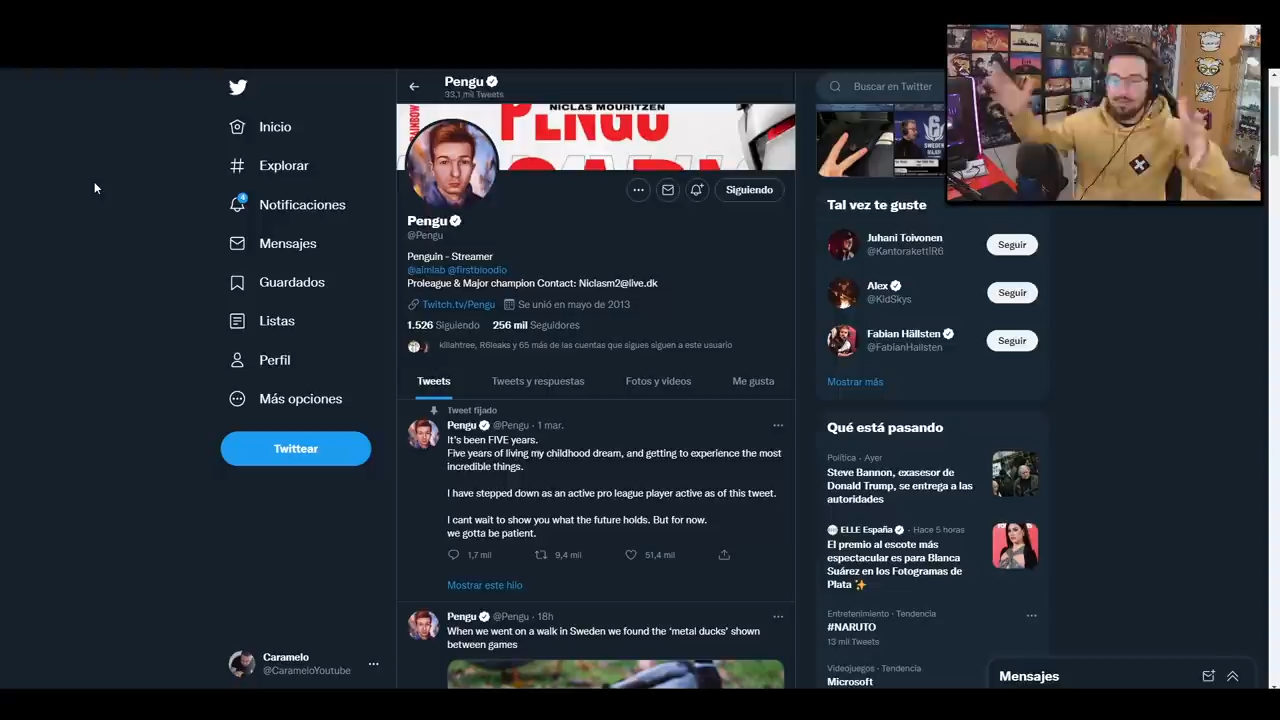 Inicio
Explorar
4
Notificaciones
Mensajes
Guardados
Listas
Perfil
Más opciones
Twittear
Caramelo
@CarameloYoutube
Pengu
33,1 mil Tweets
RAINBOW
NICLAS MOURITZEN
PENGU
Siguiendo
Pengu
@Pengu
Penguin - Streamer
@aimlab @firstbloodio
Proleague & Major champion Contact: Niclasm2@live.dk
Twitch.tv/Pengu Se unió en mayo de 2013
1.526 Siguiendo 256 mil Seguidores
kiliahtree, R6leaks y 65 más de las cuentas que sigues siguen a este usuario
Tweets Tweets y respuestas Fotos y videos Me gusta
Tweet fijado
Pengu @Pengu · 1 mar.
It's been FIVE years.
Five years of living my childhood dream, and getting to experience the most
incredible things.
I have stepped down as an active pro league player active as of this tweet.
I cant wait to show you what the future holds. But for now.
we gotta be patient.
1,7 mil 9,4 mil 51,4 mil
Mostrar este hilo
Pengu @Pengu · 18h
When we went on a walk in Sweden we found the 'metal ducks' shown
between games
Buscar en Twitter
SWEDEN
MAJOR
Tal vez te guste
Juhani Toivonen
@Kantoraketti!R6
Seguir
Alex
@KidSkys
Seguir
Fabian Hällsten
@FabianHallsten
Seguir
Mostrar más
Qué está pasando
Política · Ayer
Steve Bannon, exasesor de
Donald Trump, se entrega a las
autoridades
ELLE España · Hace 5 horas
El premio al escote más
espectacular es para Blanca
Suárez en los Fotogramas de
Plata ✨
Entretenimiento · Tendencia
#NARUTO
13 mil Tweets
Videojuegos · Tendencia
Microsoft
Mensajes